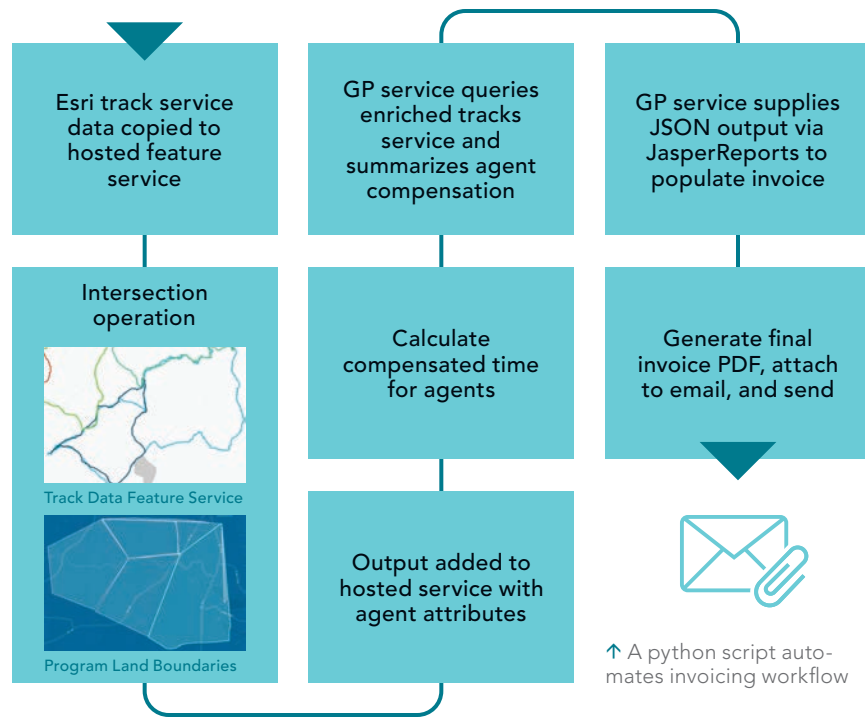 Esri track service
data copied to
hosted feature
service
Intersection
operation
Track Data Feature Service
Program Land Boundaries
Output added to
hosted service with
agent attributes
Calculate
compensated time
for agents
GP service queries
enriched tracks
service and
summarizes agent
compensation
GP service supplies
JSON output via
JasperReports to
populate invoice
Generate final
invoice PDF, attach
to email, and send
↑ A python script auto-
mates invoicing workflow